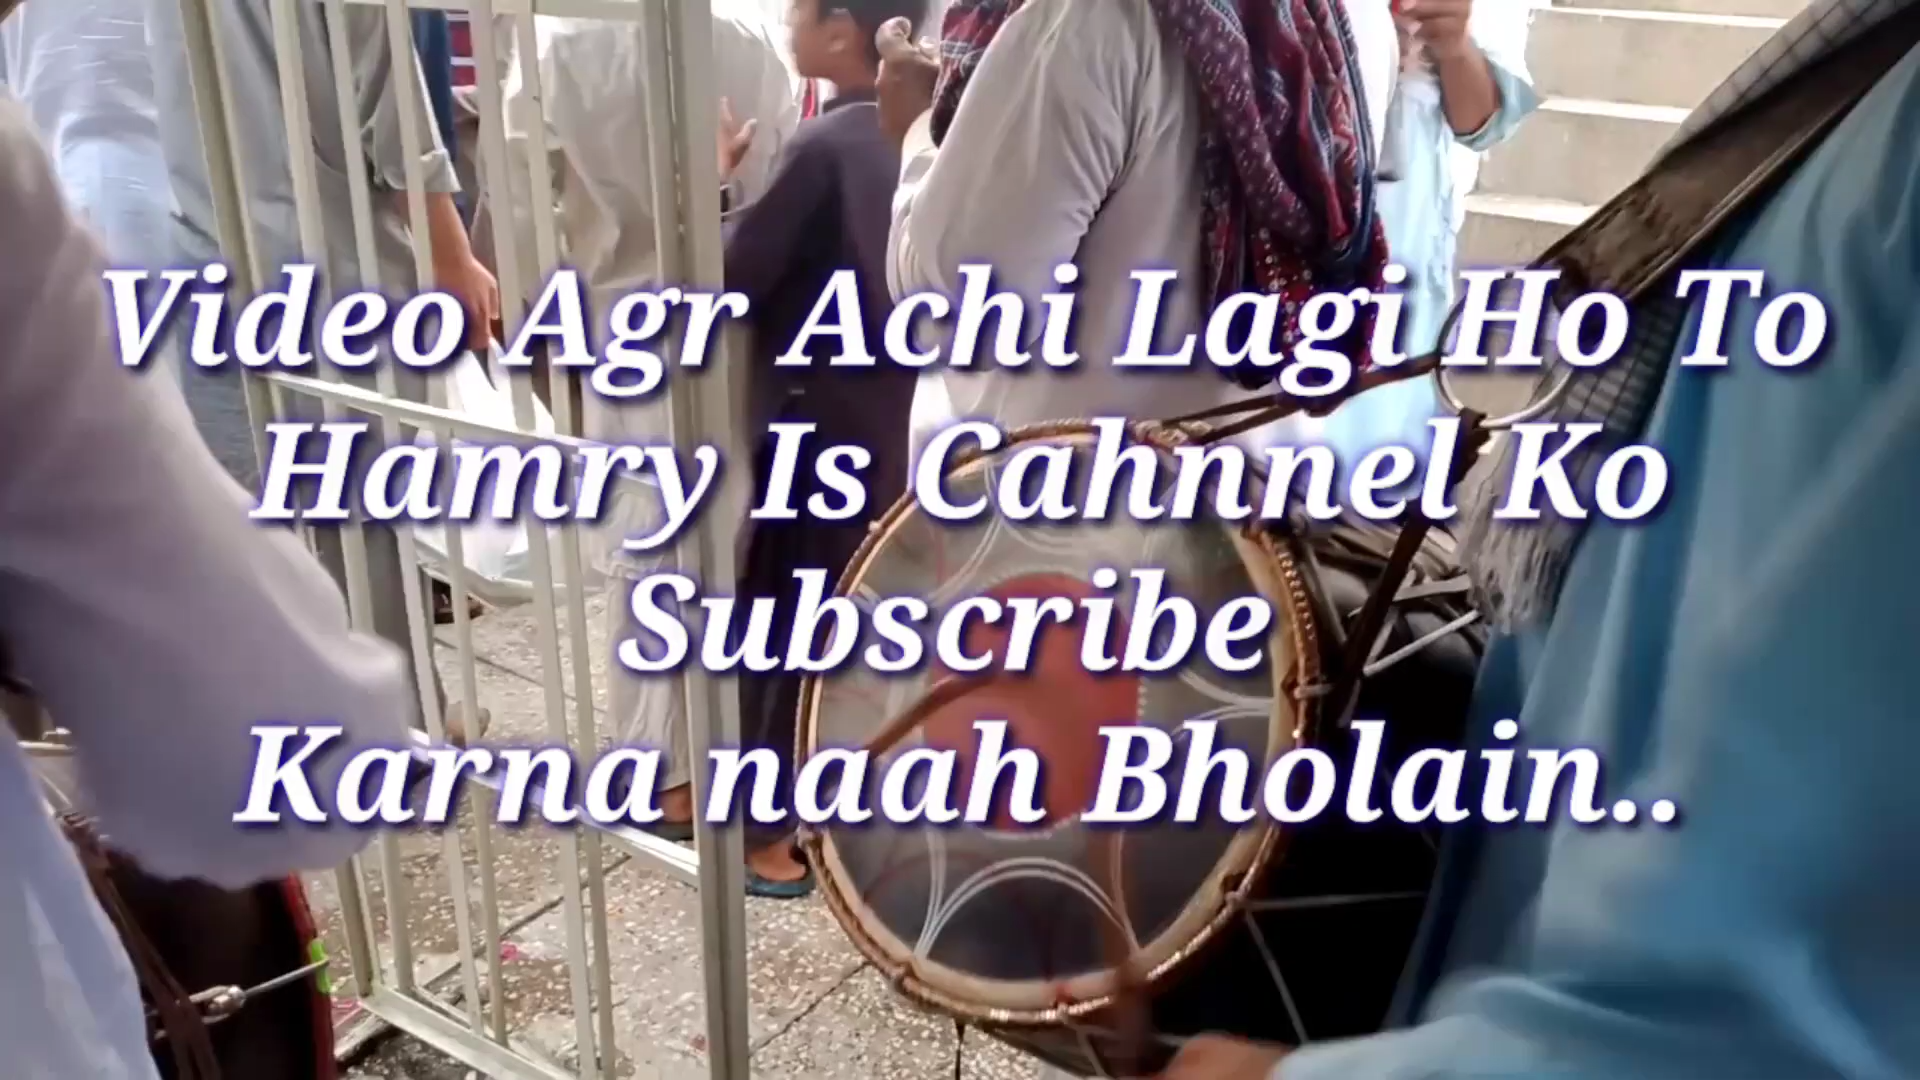 Video Agr Achi Lagi Ho To
Hamry Is Cahnnel Ko
Subscribe
Karna naah Bholain..